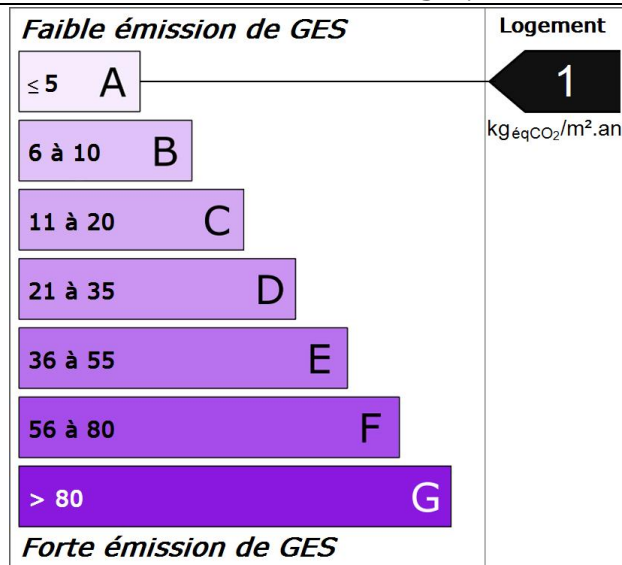 Faible émission de GES
Logement
≤ 5 A
1
kgéqCO₂/m².an
6 à 10 B
11 à 20 C
21 à 35 D
36 à 55 E
56 à 80 F
> 80 G
Forte émission de GES